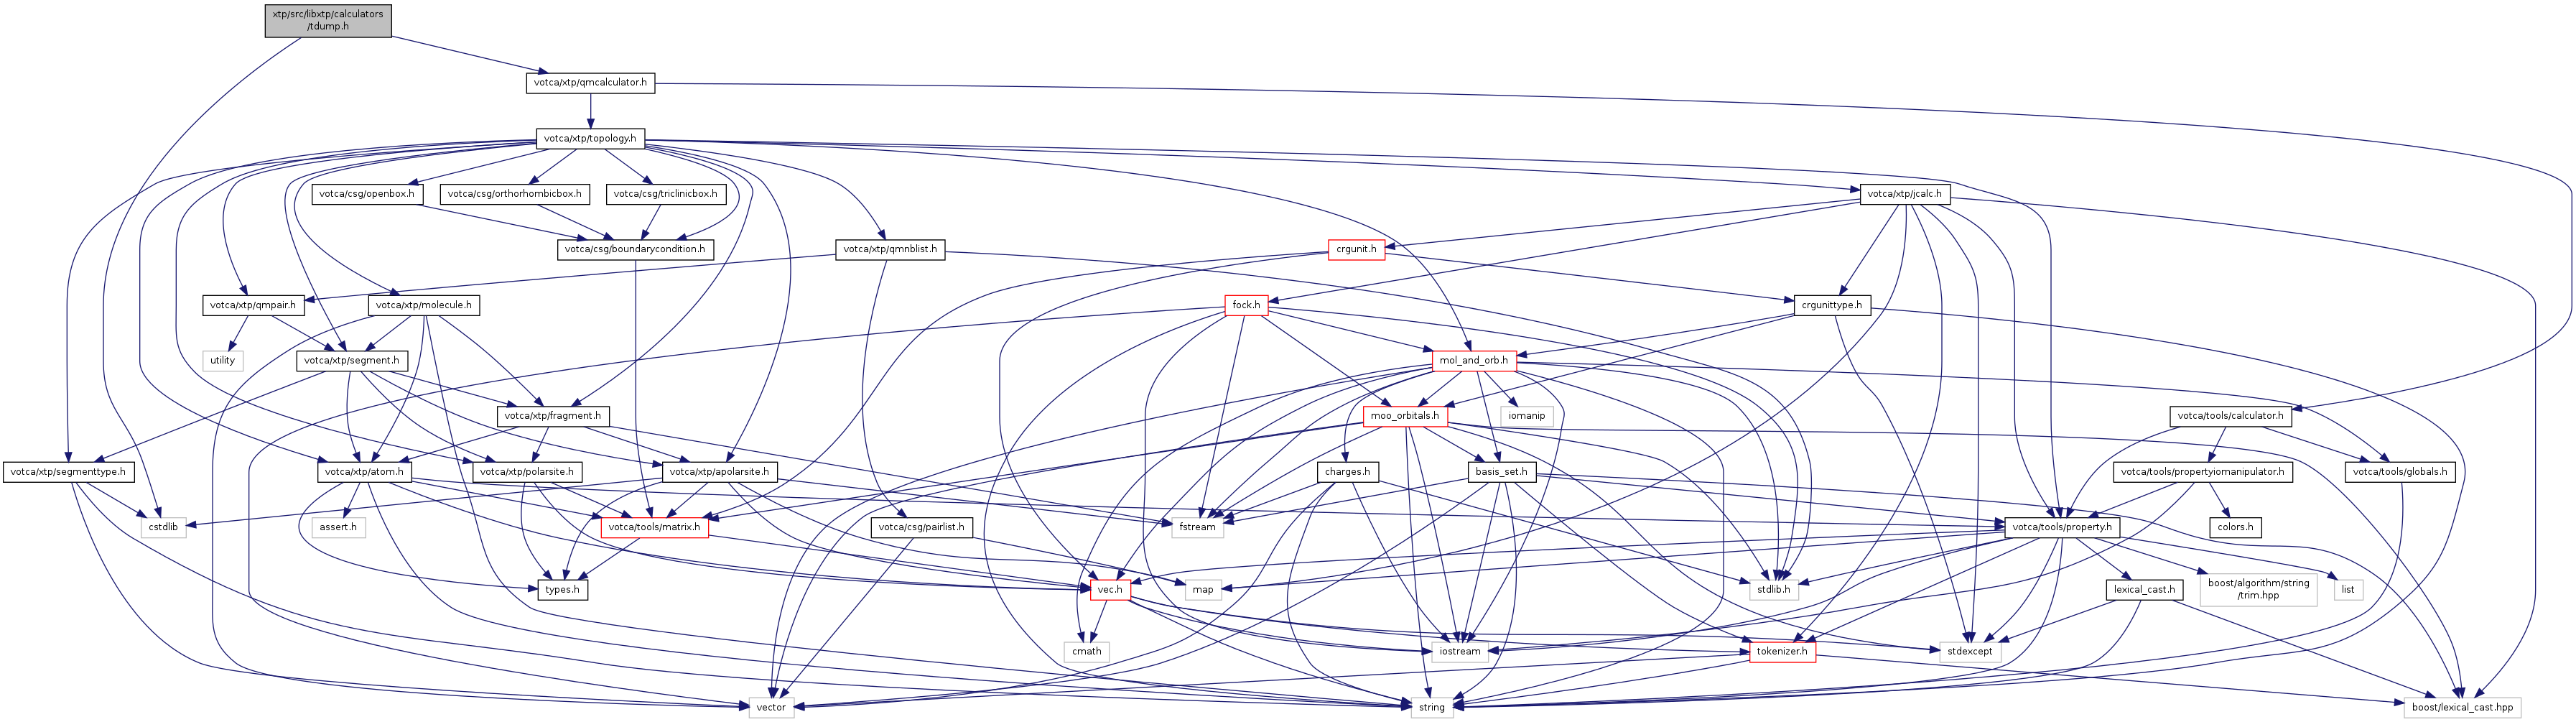 xtp/src/libxtp/calculators
/tdump.h
votca/xtp/qmcalculator.h
votca/xtp/topology.h
votca/csg/openbox.h
votca/csg/orthorhombicbox.h
votca/csg/triclinicbox.h
votca/xtp/jcalc.h
votca/csg/boundarycondition.h
votca/xtp/qmnblist.h
crgunit.h
votca/xtp/qmpair.h
votca/xtp/molecule.h
fock.h
crgunittype.h
utility
votca/xtp/segment.h
mol_and_orb.h
votca/xtp/fragment.h
moo_orbitals.h
iomanip
votca/tools/calculator.h
votca/xtp/segmenttype.h
votca/xtp/atom.h
votca/xtp/polarsite.h
votca/xtp/apolarsite.h
charges.h
basis_set.h
votca/tools/propertyiomanipulator.h
votca/tools/globals.h
cstdlib
assert.h
votca/tools/matrix.h
votca/csg/pairlist.h
fstream
votca/tools/property.h
colors.h
types.h
vec.h
map
stdlib.h
lexical_cast.h
boost/algorithm/string
/trim.hpp
list
cmath
iostream
tokenizer.h
stdexcept
vector
string
boost/lexical_cast.hpp